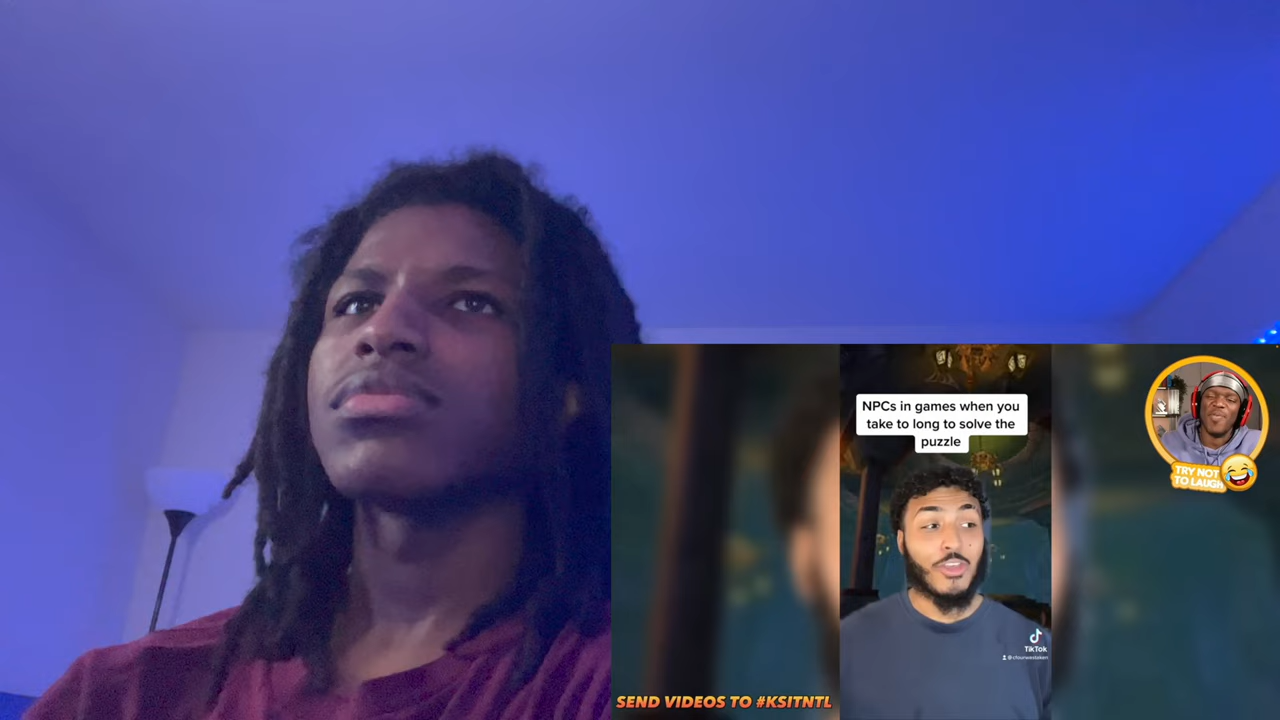 NPCs in games when you
take to long to solve the
puzzle
TRY NOT
TO LAUGH
TikTok
SEND VIDEOS TO #KSITNTL